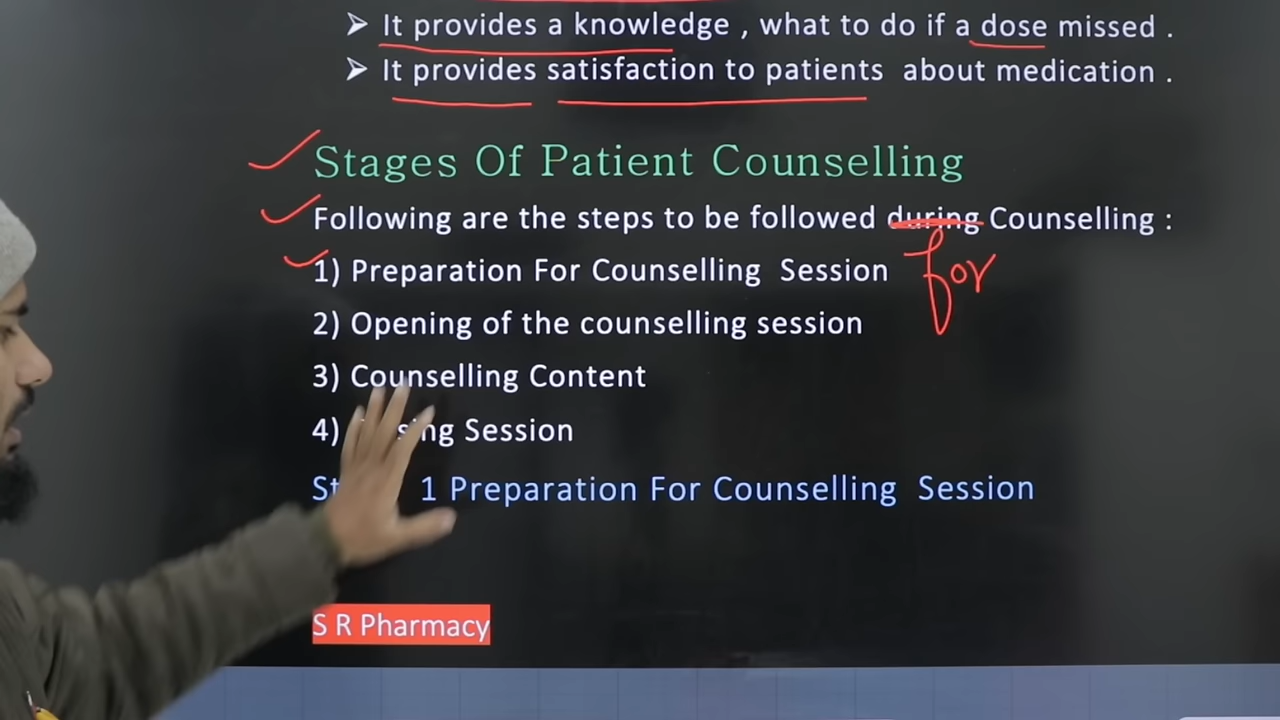 ➢ It provides a knowledge , what to do if a dose missed .
➢ It provides satisfaction to patients about medication .
Stages Of Patient Counselling
Following are the steps to be followed during Counselling :
for
1) Preparation For Counselling Session
2) Opening of the counselling session
3) Counselling Content
4) Session
1 Preparation For Counselling Session
S R Pharmacy